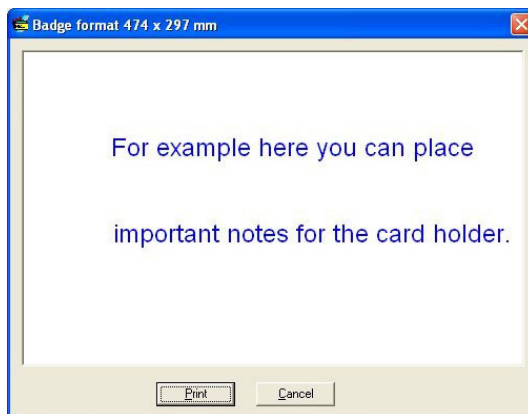 Badge format 474 x 297 mm
For example here you can place
important notes for the card holder.
Print Cancel